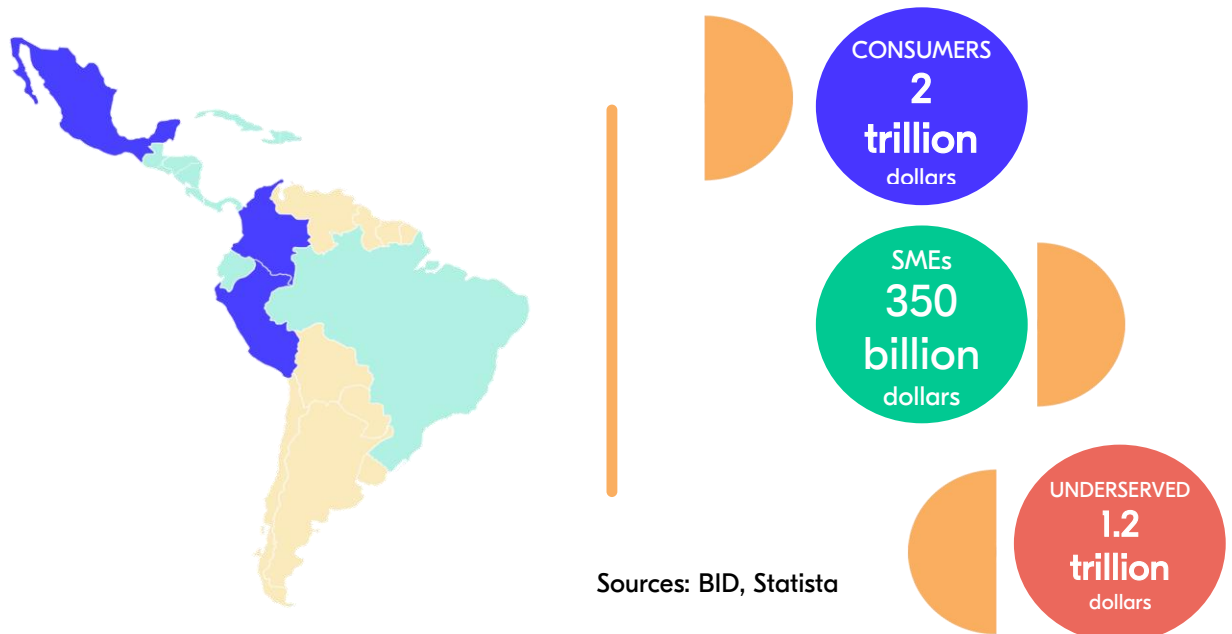 CONSUMERS
2
trillion
dollars
SMEs
350
billion
dollars
UNDERSERVED
1.2
trillion
dollars
Sources: BID, Statista